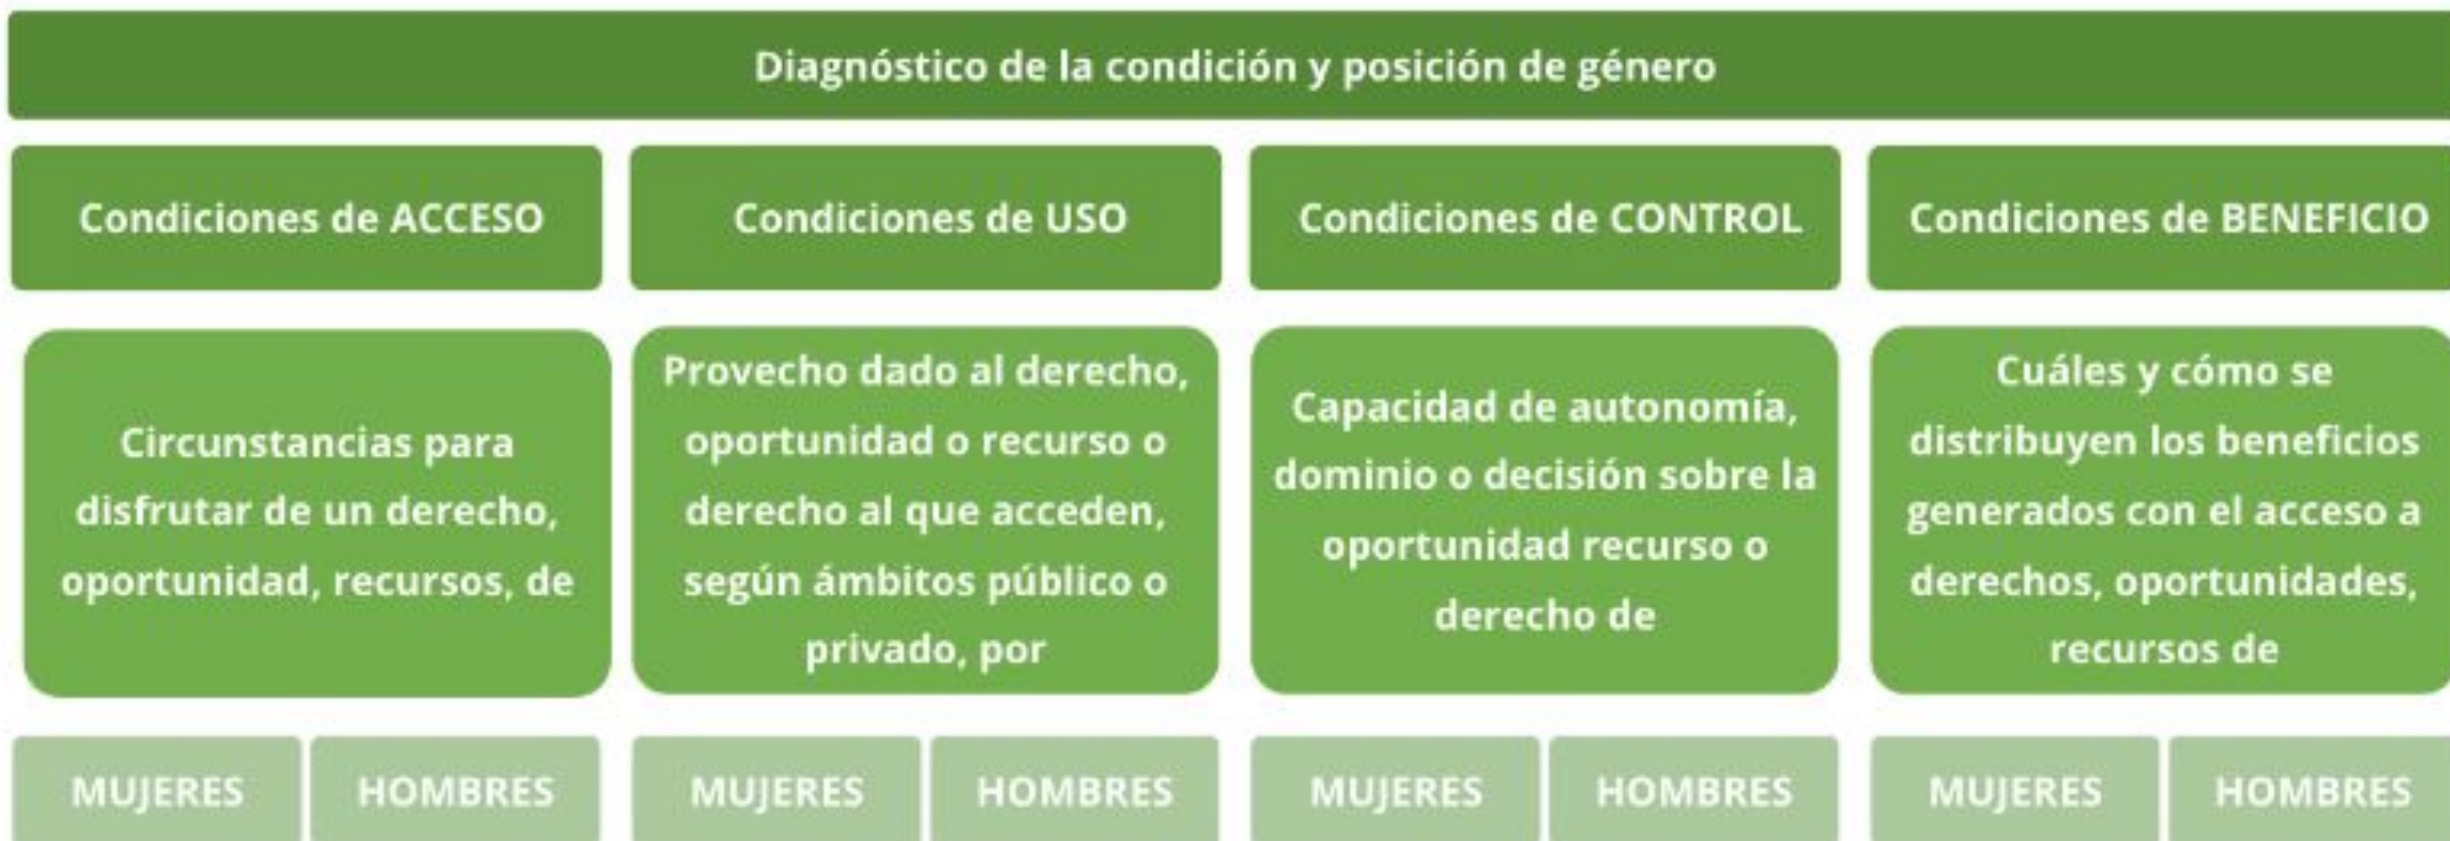 Diagnóstico de la condición y posición de género
Condiciones de ACCESO
Condiciones de USO
Condiciones de CONTROL
Condiciones de BENEFICIO
Circunstancias para
disfrutar de un derecho,
oportunidad, recursos, de
Provecho dado al derecho,
oportunidad o recurso o
derecho al que acceden,
según ámbitos público o
privado, por
Capacidad de autonomía,
dominio o decisión sobre la
oportunidad recurso o
derecho de
Cuáles y cómo se
distribuyen los beneficios
generados con el acceso a
derechos, oportunidades,
recursos de
MUJERES
HOMBRES
MUJERES
HOMBRES
MUJERES
HOMBRES
MUJERES
HOMBRES